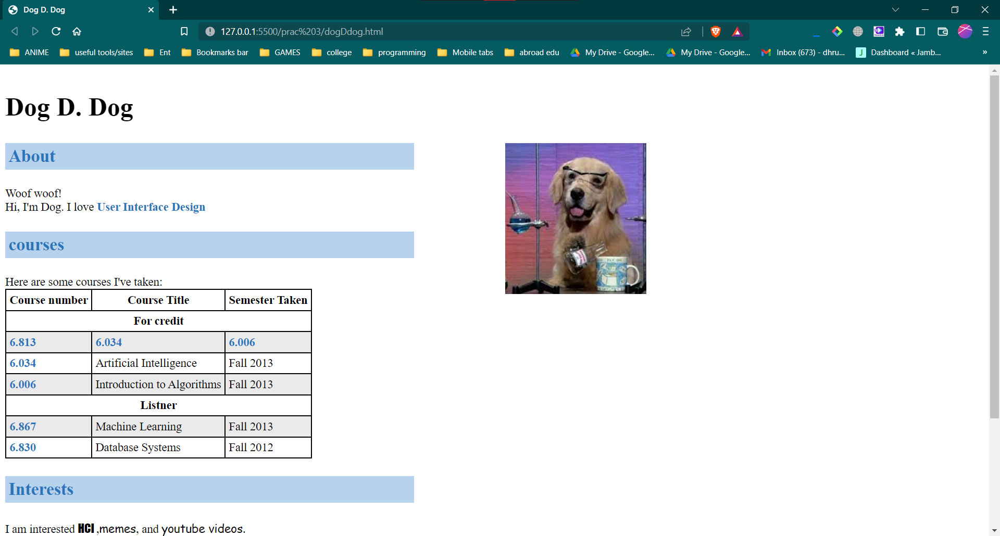 Dog D. Dog
127.0.0.1:5500/prac%203/dogDdog.html
ANIME useful tools/sites Ent Bookmarks bar GAMES college programming Mobile tabs abroad edu My Drive - Google... My Drive - Google... Inbox (673) - dhru... J Dashboard « Jamb... »
Dog D. Dog
About
Woof woof!
Hi, I'm Dog. I love User Interface Design
courses
Here are some courses I've taken:
Course number Course Title Semester Taken
For credit
6.813 6.034 6.006
6.034 Artificial Intelligence Fall 2013
6.006 Introduction to Algorithms Fall 2013
Listner
6.867 Machine Learning Fall 2013
6.830 Database Systems Fall 2012
Interests
I am interested HCI ,memes, and youtube videos.